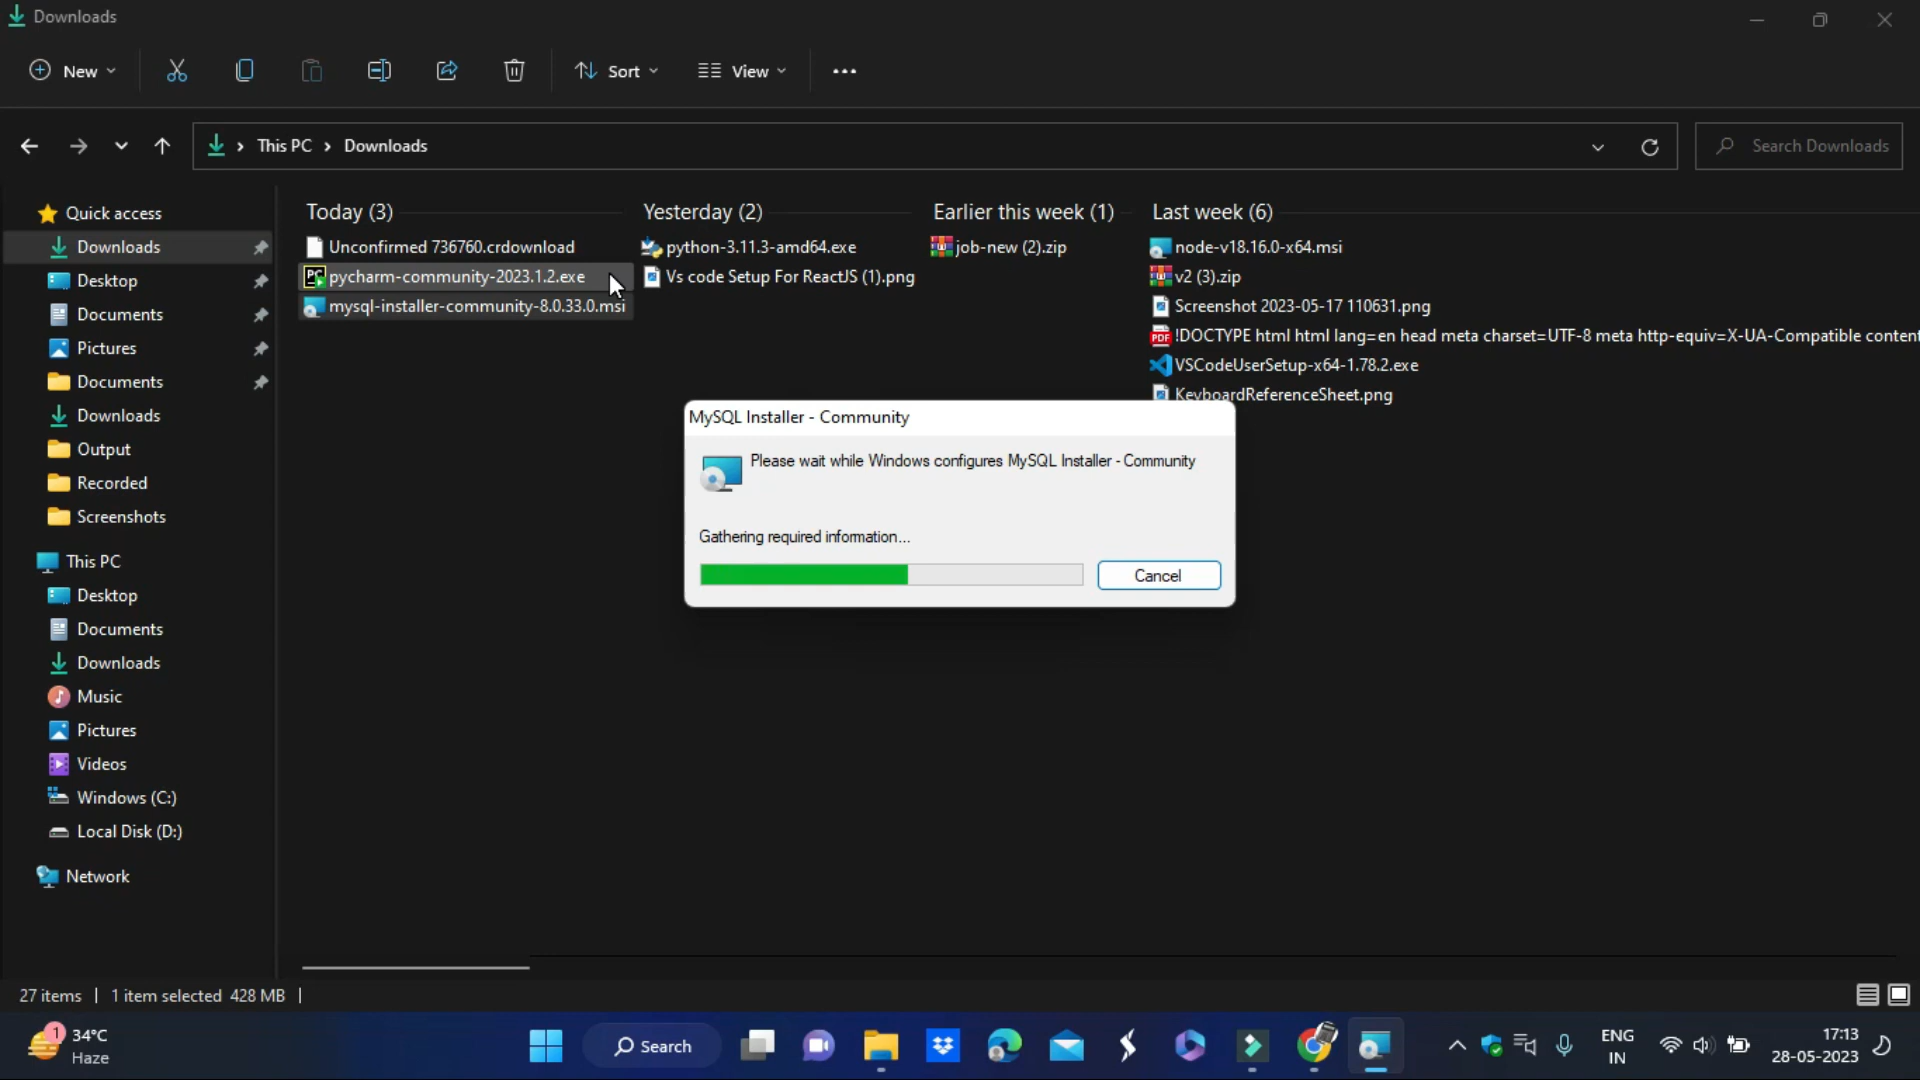 Downloads
New
Sort
View
This PC
Downloads
Search Downloads
Quick access
Downloads
Desktop
Documents
Pictures
Documents
Downloads
Output
Recorded
Screenshots
This PC
Desktop
Documents
Downloads
Music
Pictures
Videos
Windows (C:)
Local Disk (D:)
Network
Today (3)
Unconfirmed 736760.crdownload
pycharm-community-2023.1.2.exe
mysql-installer-community-8.0.33.0.msi
Yesterday (2)
python-3.11.3-amd64.exe
Vs code Setup For ReactJS (1).png
Earlier this week (1)
job-new (2).zip
Last week (6)
node-v18.16.0-x64.msi
v2 (3).zip
Screenshot 2023-05-17 110631.png
!DOCTYPE html html lang=en head meta charset=UTF-8 meta http-equiv=X-UA-Compatible content
VSCodeUserSetup-x64-1.78.2.exe
KeyboardReferenceSheet.png
MySQL Installer - Community
Please wait while Windows configures MySQL Installer - Community
Gathering required information...
Cancel
27 items
1 item selected 428 MB
1
34°C
Haze
Search
ENG
IN
17:13
28-05-2023